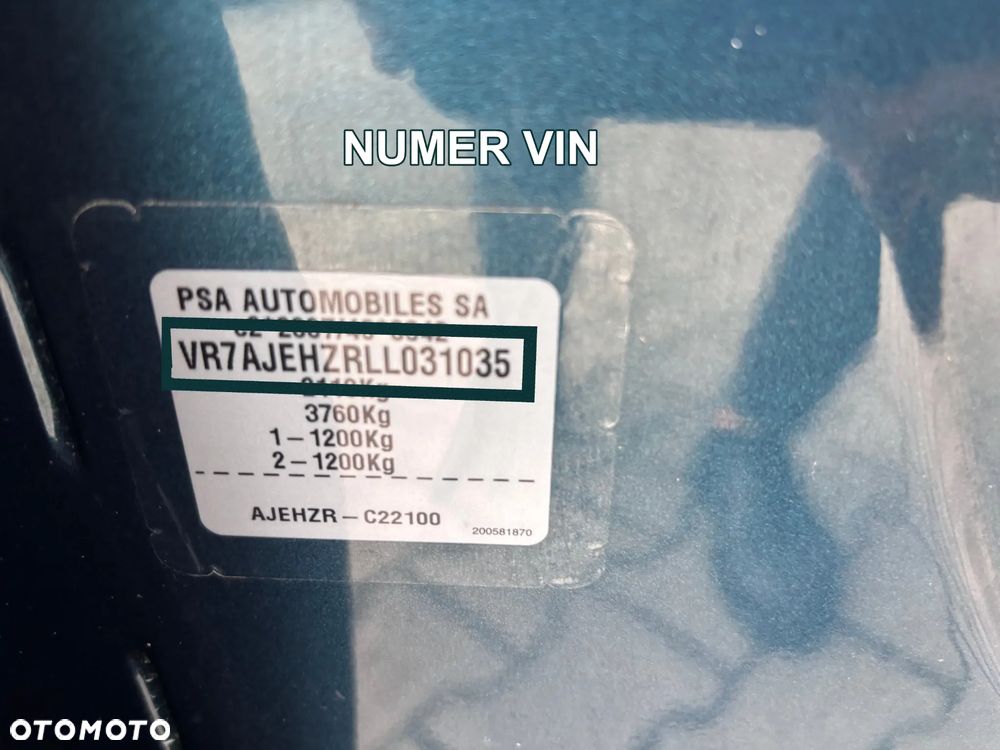 NUMER VIN
PSA AUTOMOBILES SA
VR7AJEHZRLL031035
3760Kg
1-1200Kg
2-1200Kg
AJEHZR-C22100
200581870
OTOMOTO